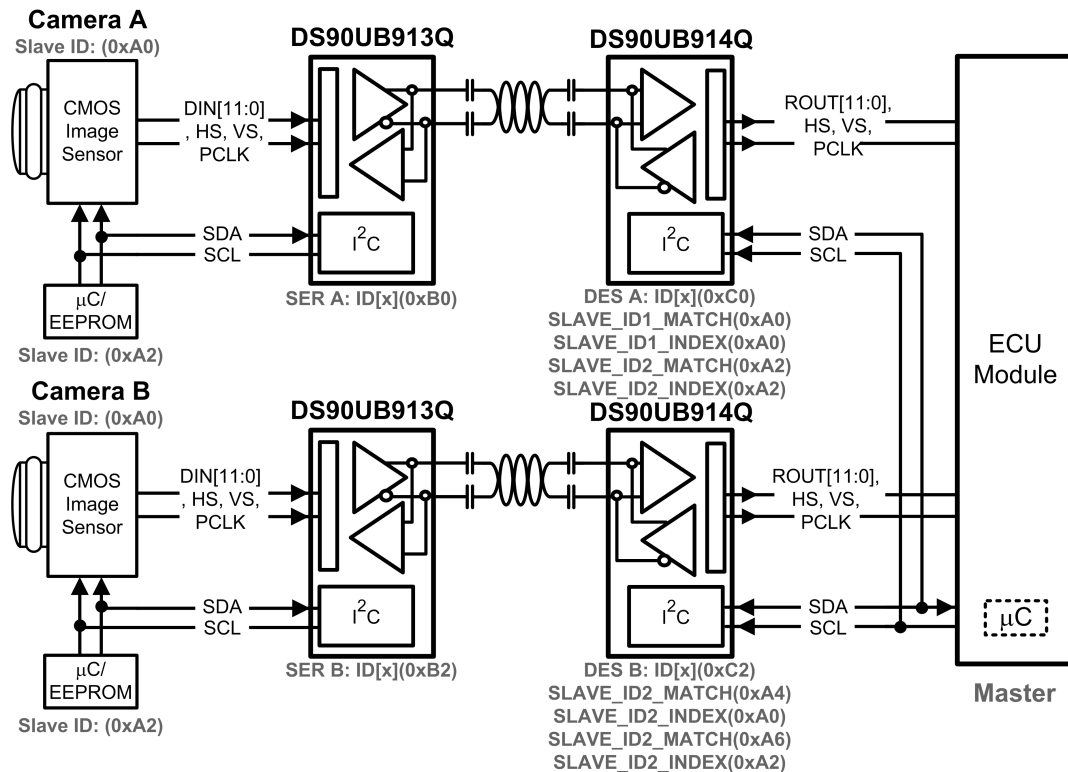 Camera A
Slave ID: (0xA0)
DS90UB913Q
DS90UB914Q
CMOS
Image
Sensor
DIN[11:0]
, HS, VS,
PCLK
ROUT[11:0],
HS, VS,
PCLK
SDA
SCL
I²C
I²C
SDA
SCL
µC/
EEPROM
Slave ID: (0xA2)
SER A: ID[x](0xB0)
DES A: ID[x](0xC0)
SLAVE_ID1_MATCH(0xA0)
SLAVE_ID1_INDEX(0xA0)
SLAVE_ID2_MATCH(0xA2)
SLAVE_ID2_INDEX(0xA2)
ECU
Module
Camera B
Slave ID: (0xA0)
DS90UB913Q
DS90UB914Q
CMOS
Image
Sensor
DIN[11:0]
, HS, VS,
PCLK
ROUT[11:0],
HS, VS,
PCLK
SDA
SCL
I²C
I²C
SDA
SCL
µC
µC/
EEPROM
Slave ID: (0xA2)
SER B: ID[x](0xB2)
DES B: ID[x](0xC2)
SLAVE_ID2_MATCH(0xA4)
SLAVE_ID2_INDEX(0xA0)
SLAVE_ID2_MATCH(0xA6)
SLAVE_ID2_INDEX(0xA2)
Master